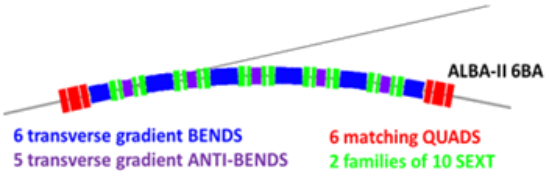 ALBA-II 6BA
6 transverse gradient BENDS
6 matching QUADS
5 transverse gradient ANTI-BENDS
2 families of 10 SEXT